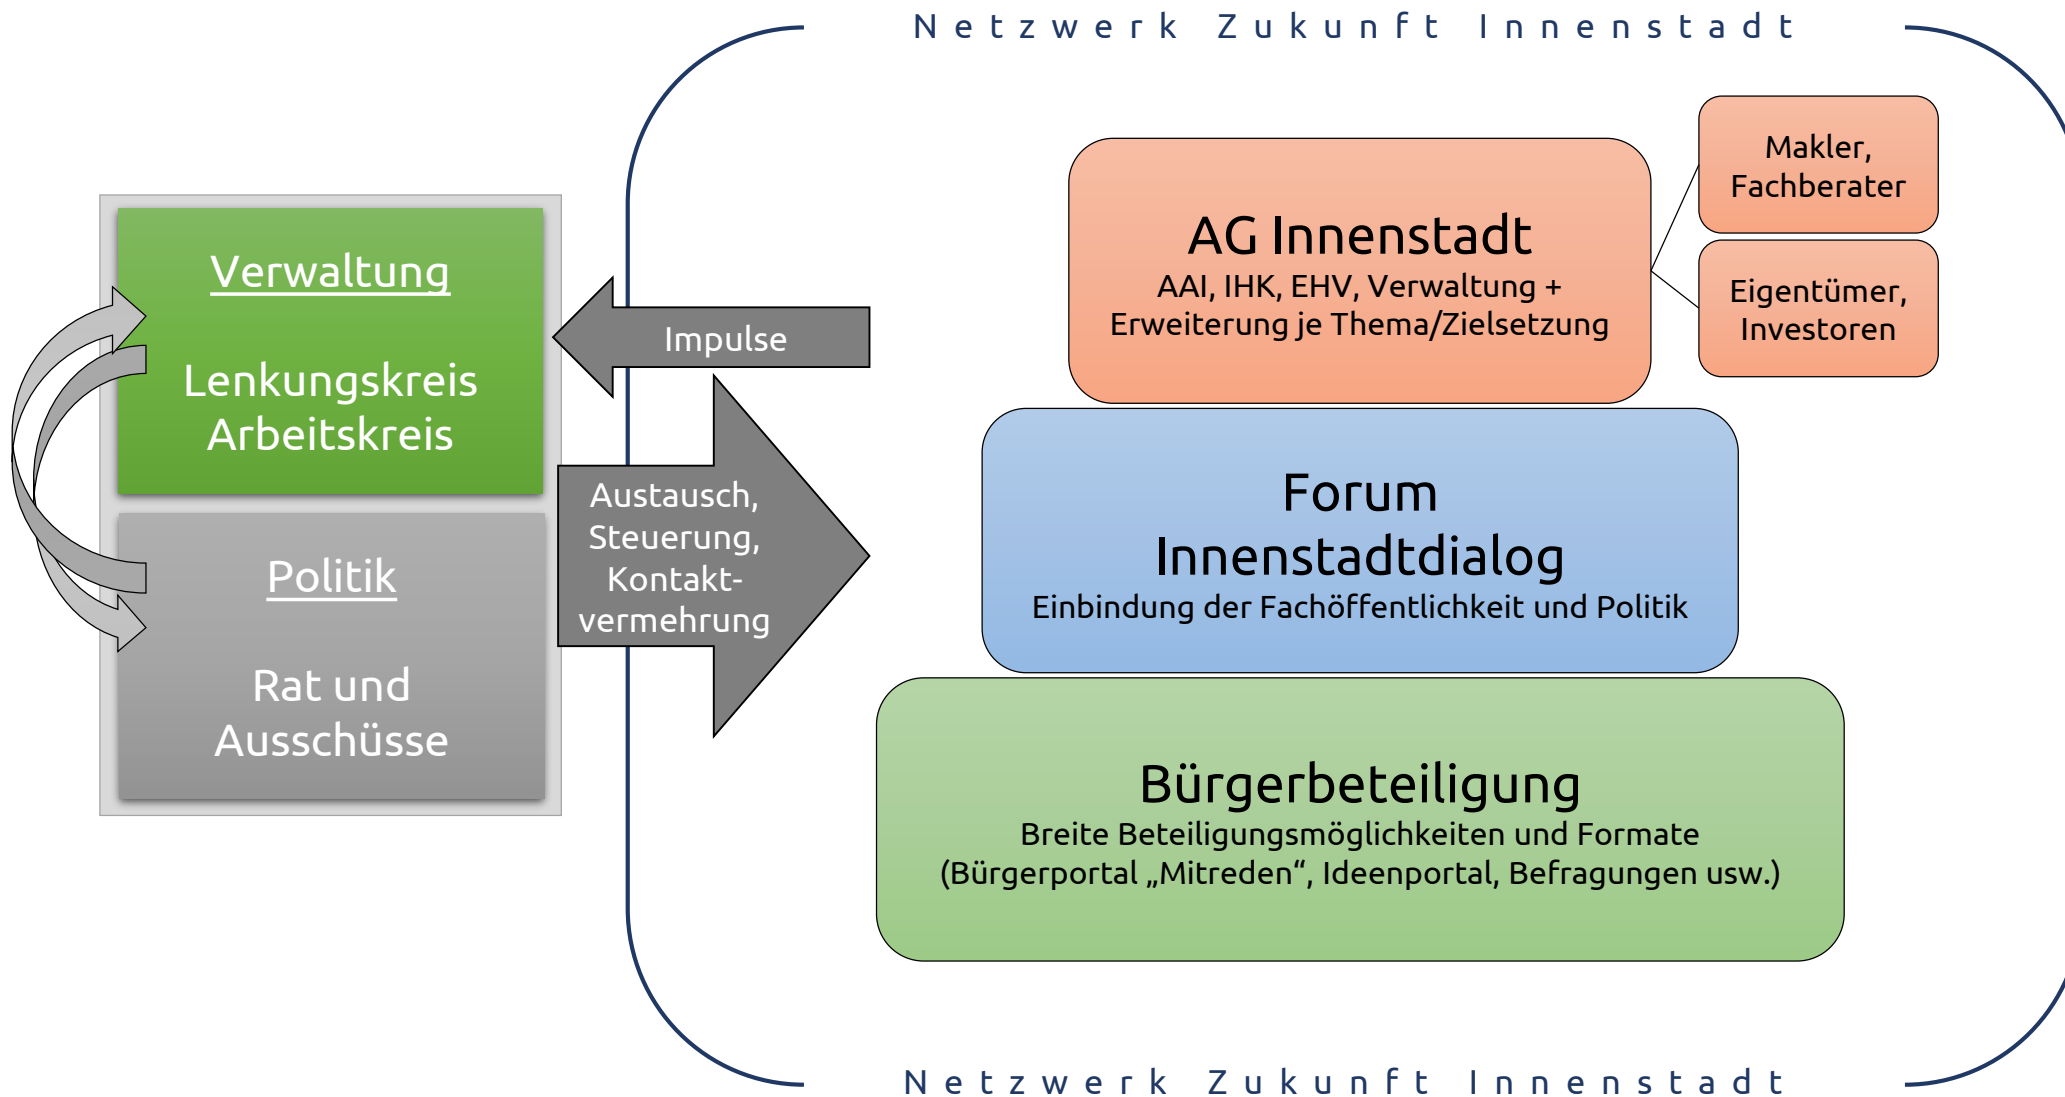 Netzwerk Zukunft Innenstadt
Verwaltung
Lenkungskreis
Arbeitskreis
Politik
Rat und
Ausschüsse
Impulse
Austausch,
Steuerung,
Kontakt-
vermehrung
AG Innenstadt
AAI, IHK, EHV, Verwaltung +
Erweiterung je Thema/Zielsetzung
Makler,
Fachberater
Eigentümer,
Investoren
Forum
Innenstadtdialog
Einbindung der Fachöffentlichkeit und Politik
Bürgerbeteiligung
Breite Beteiligungsmöglichkeiten und Formate
(Bürgerportal „Mitreden“, Ideenportal, Befragungen usw.)
Netzwerk Zukunft Innenstadt